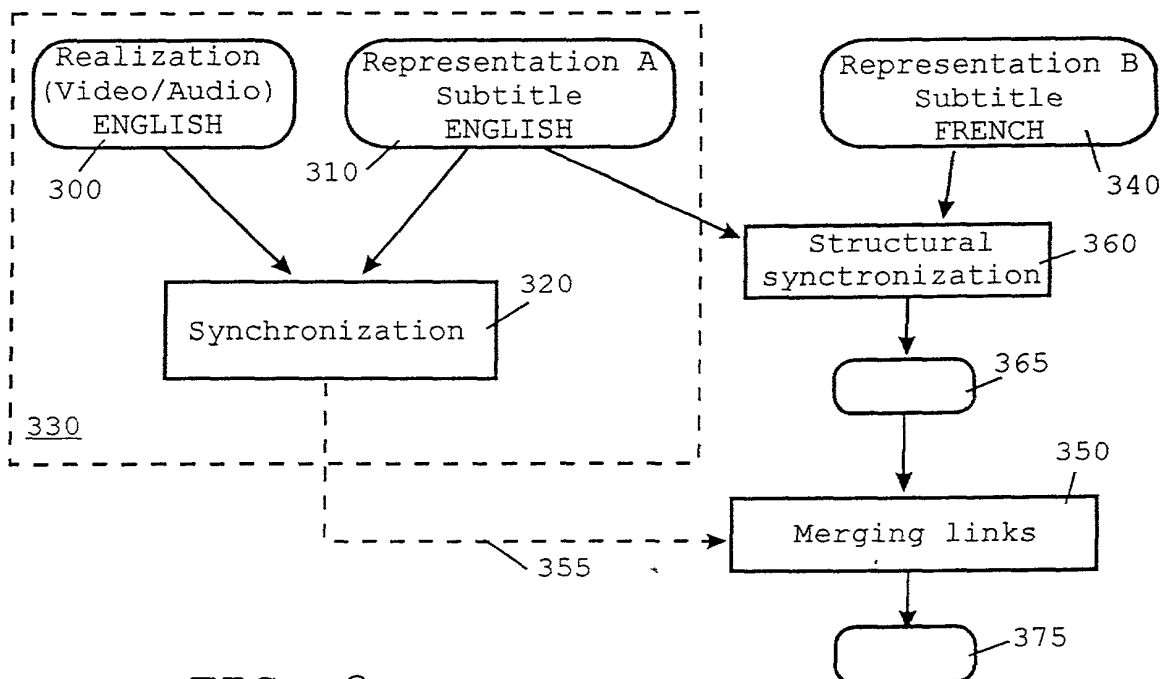 Realization
(Video/Audio)
ENGLISH
300
Representation A
Subtitle
ENGLISH
310
Representation B
Subtitle
FRENCH
340
Structural
synctronization
360
Synchronization
320
365
330
350
Merging links
355
375